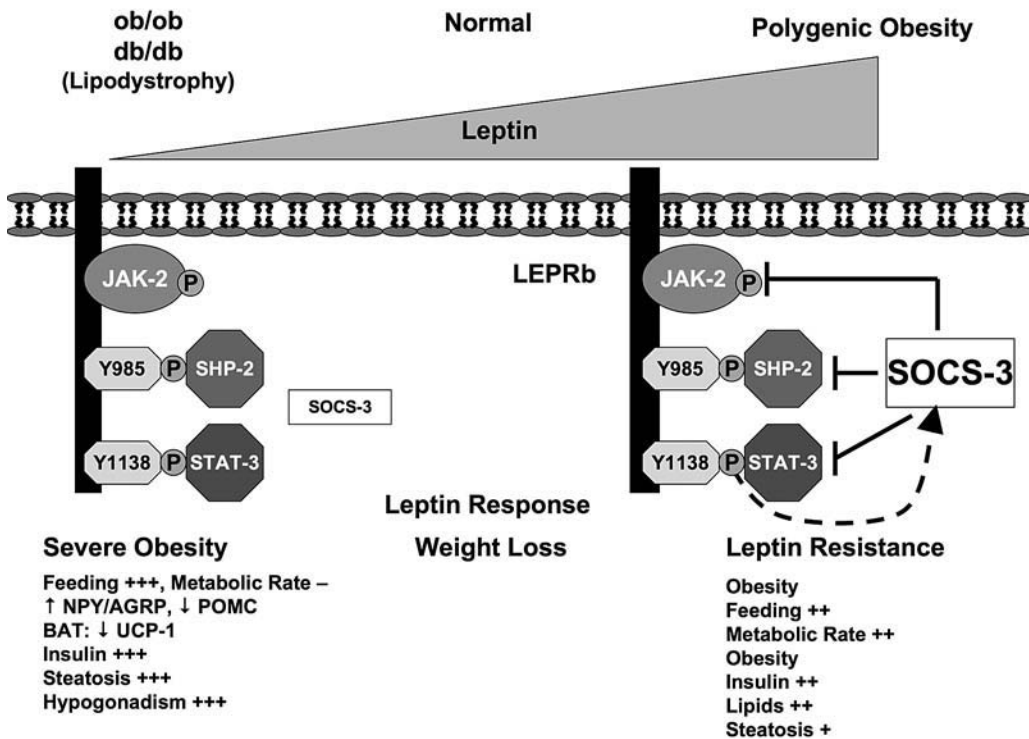 ob/ob
db/db
(Lipodystrophy)
Normal
Polygenic Obesity
Leptin
LEPRb
JAK-2
P
Y985
P
SHP-2
SOCS-3
Y1138
P
STAT-3
JAK-2
P
Y985
P
SHP-2
SOCS-3
Y1138
P
STAT-3
Leptin Response
Weight Loss
Severe Obesity
Feeding +++, Metabolic Rate –
↑ NPY/AGRP, ↓ POMC
BAT: ↓ UCP-1
Insulin +++
Steatosis +++
Hypogonadism +++
Leptin Resistance
Obesity
Feeding ++
Metabolic Rate ++
Obesity
Insulin ++
Lipids ++
Steatosis +